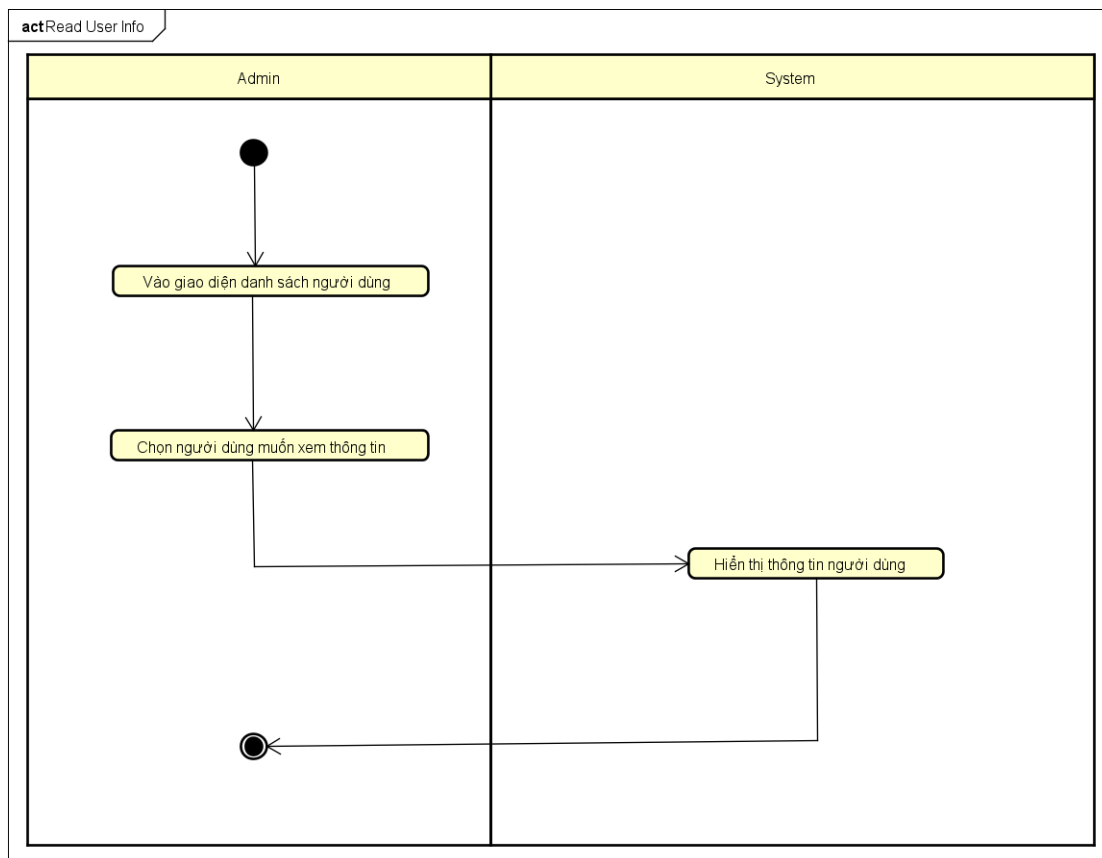 act Read User Info
Admin
System
Vào giao diện danh sách người dùng
Chọn người dùng muốn xem thông tin
Hiển thị thông tin người dùng